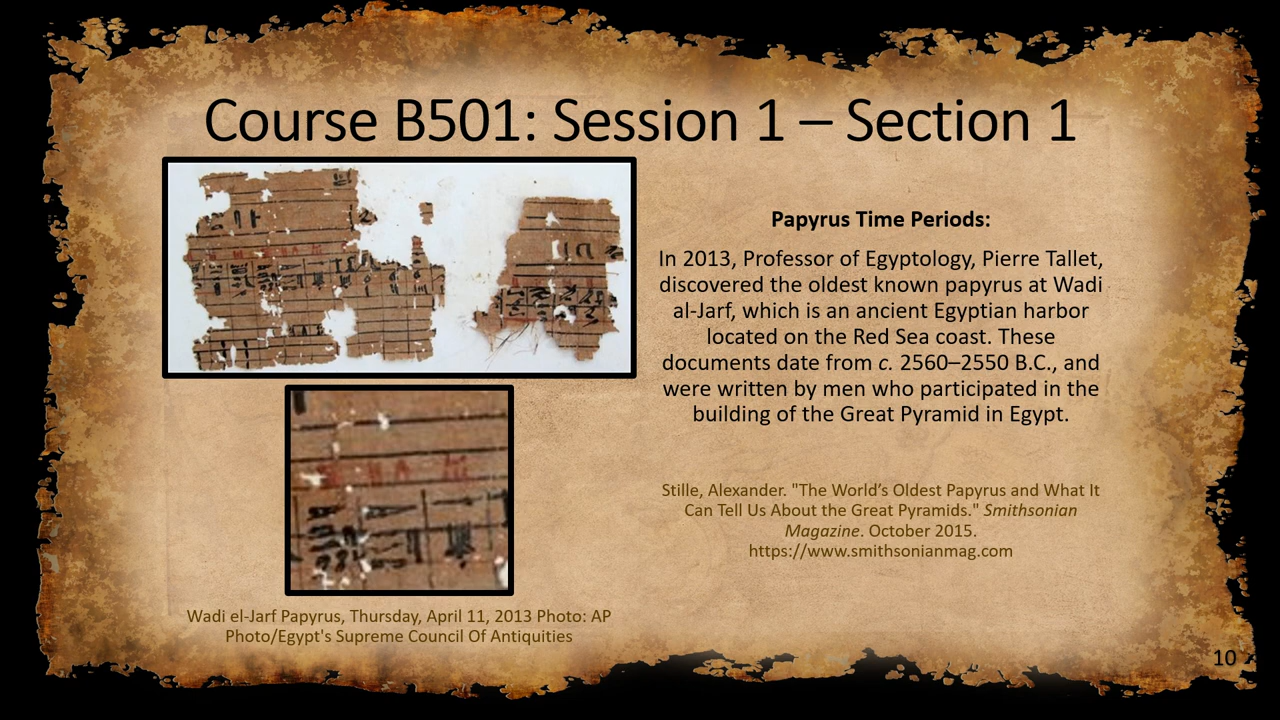 Course B501: Session 1 – Section 1
Papyrus Time Periods:
In 2013, Professor of Egyptology, Pierre Tallet,
discovered the oldest known papyrus at Wadi
al-Jarf, which is an ancient Egyptian harbor
located on the Red Sea coast. These
documents date from c. 2560–2550 B.C., and
were written by men who participated in the
building of the Great Pyramid in Egypt.
Stille, Alexander. "The World’s Oldest Papyrus and What It
Can Tell Us About the Great Pyramids." Smithsonian
Magazine. October 2015.
https://www.smithsonianmag.com
Wadi el-Jarf Papyrus, Thursday, April 11, 2013 Photo: AP
Photo/Egypt's Supreme Council Of Antiquities
10